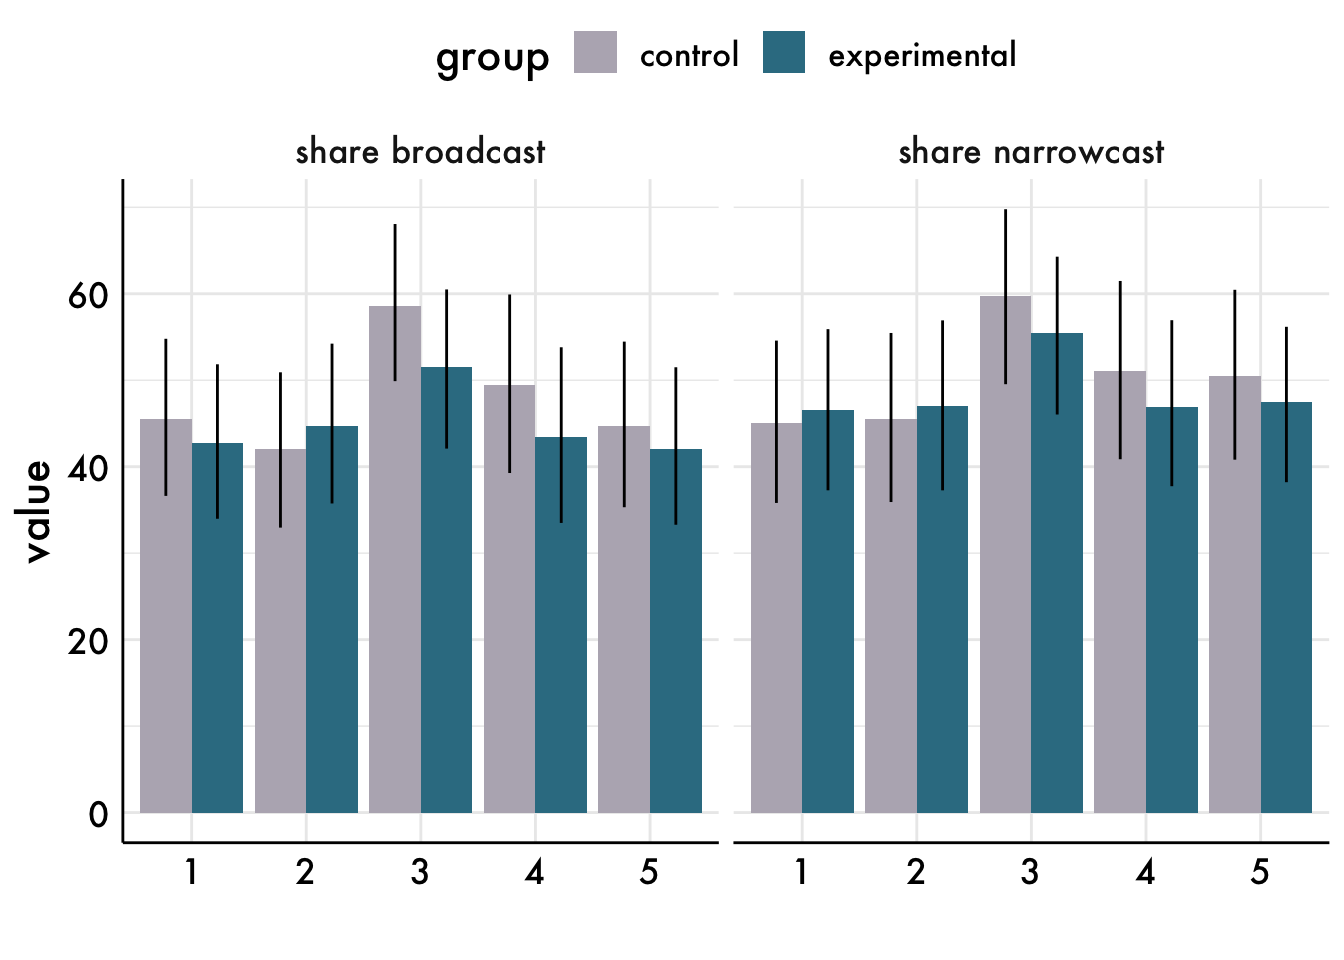 group control experimental
share broadcast share narrowcast
value
60
40
20
0
1 2 3 4 5 1 2 3 4 5